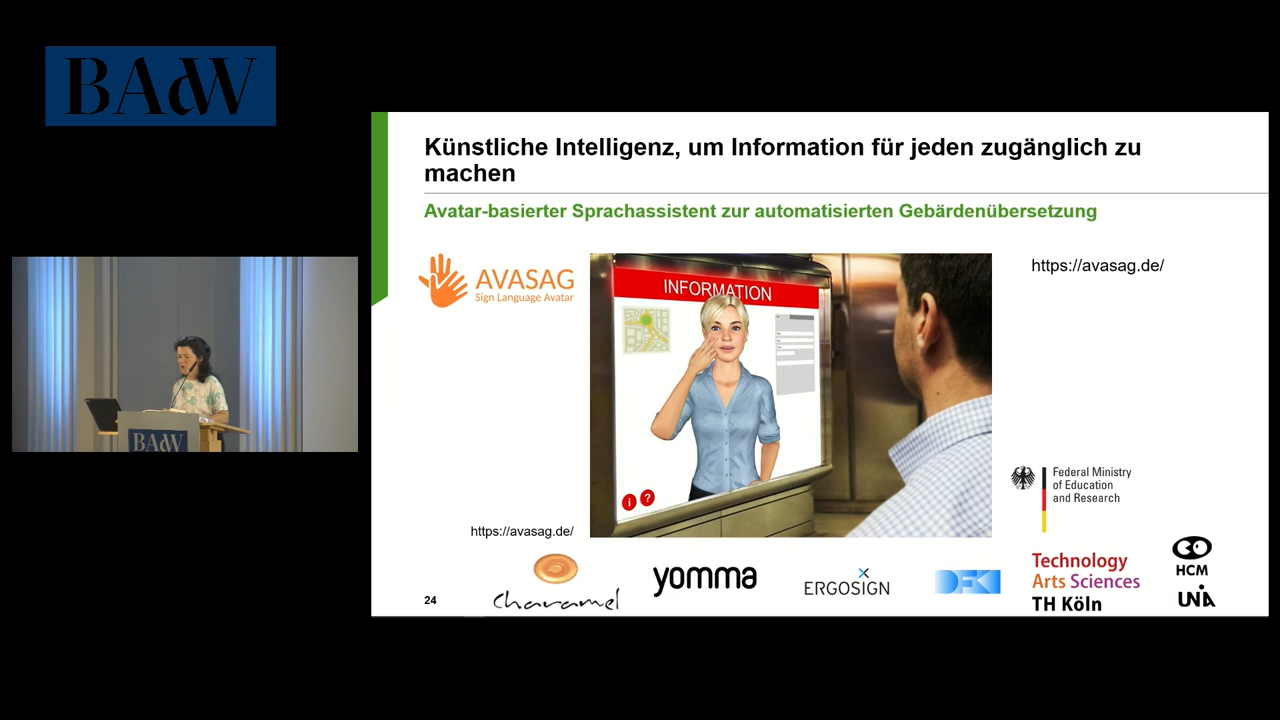 BAdW
Künstliche Intelligenz, um Information für jeden zugänglich zu
machen
Avatar-basierter Sprachassistent zur automatisierten Gebärdenübersetzung
AVASAG
Sign Language Avatar
INFORMATION
i ?
https://avasag.de/
Federal Ministry
of Education
and Research
https://avasag.de/
BAdW
24
charamel
yomma
ERGOSIGN
DFKI
Technology
Arts Sciences
TH Köln
HCM
UNIA